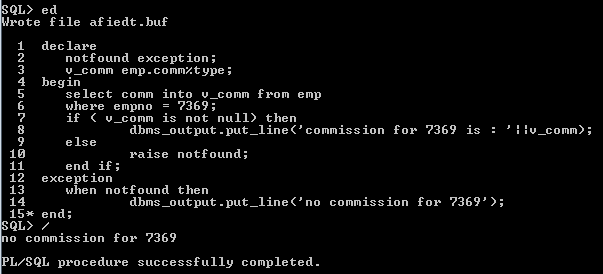 SQL> ed
Wrote file afiedt.buf
1 declare
2 notfound exception;
3 v_comm emp.comm%type;
4 begin
5 select comm into v_comm from emp
6 where empno = 7369;
7 if ( v_comm is not null) then
8 dbms_output.put_line('commission for 7369 is : '||v_comm);
9 else
10 raise notfound;
11 end if;
12 exception
13 when notfound then
14 dbms_output.put_line('no commission for 7369');
15* end;
SQL> /
no commission for 7369
PL/SQL procedure successfully completed.